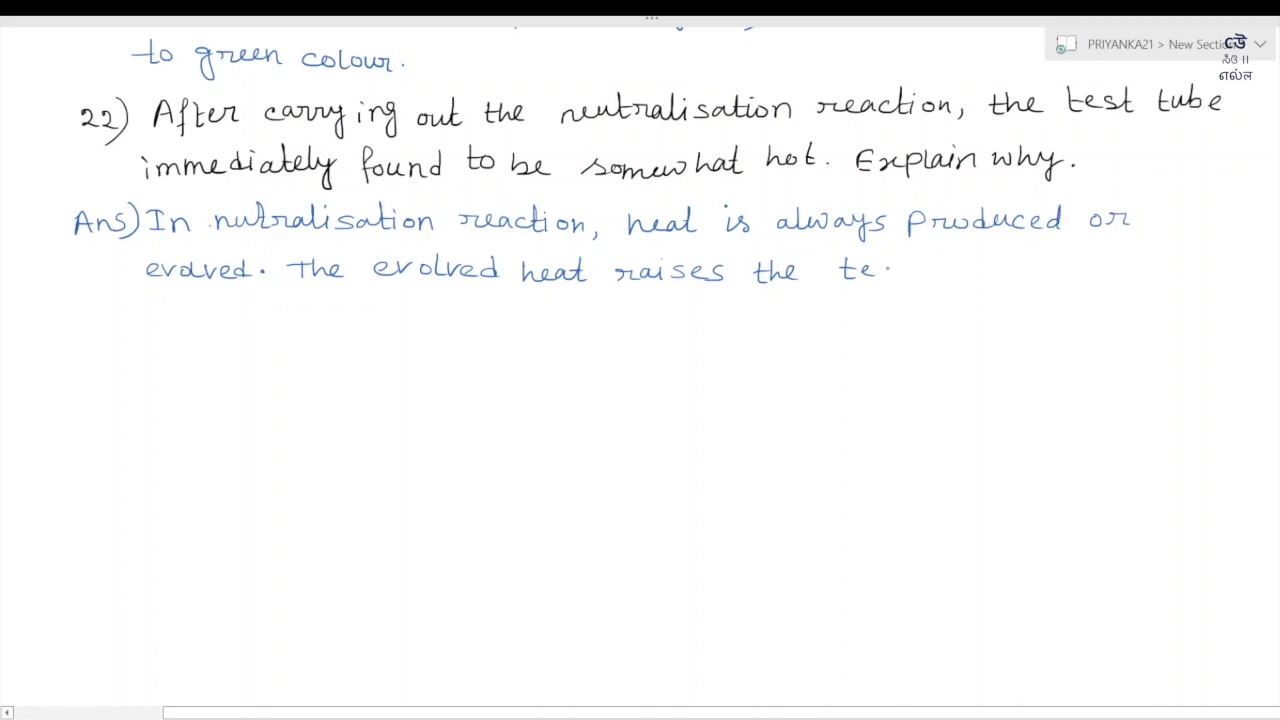 to green colour.
PRIYANKA21 > New Section
22) After carrying out the neutralisation reaction, the test tube
immediately found to be somewhat hot. Explain why.
Ans) In nutralisation reaction, heat is always produced or
evolved. The evolved heat raises the te